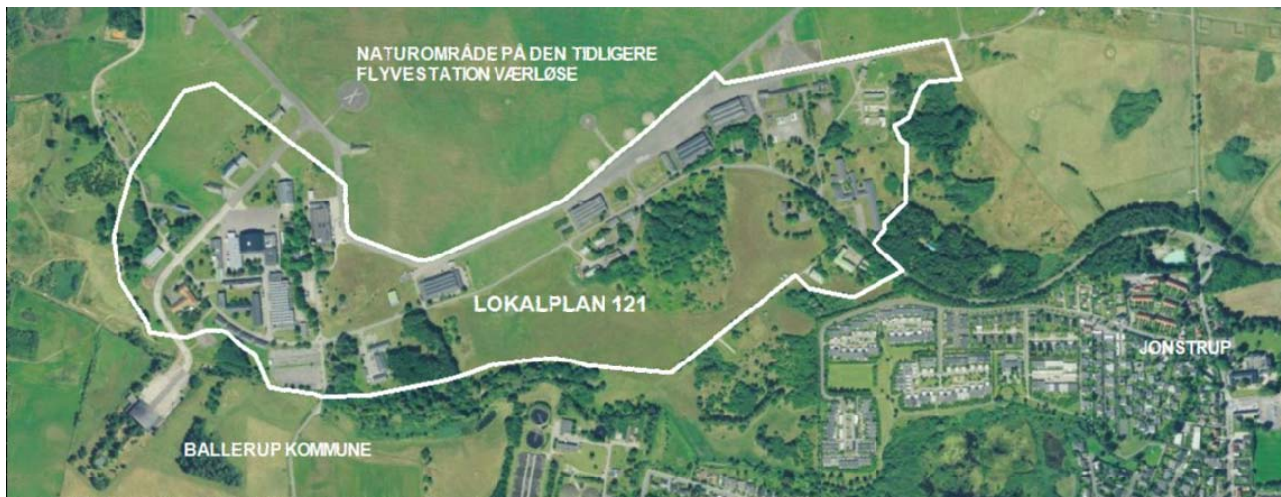 NATUROMRÅDE PÅ DEN TIDLIGERE
FLYVESTATION VÆRLØSE
LOKALPLAN 121
JONSTRUP
BALLERUP KOMMUNE